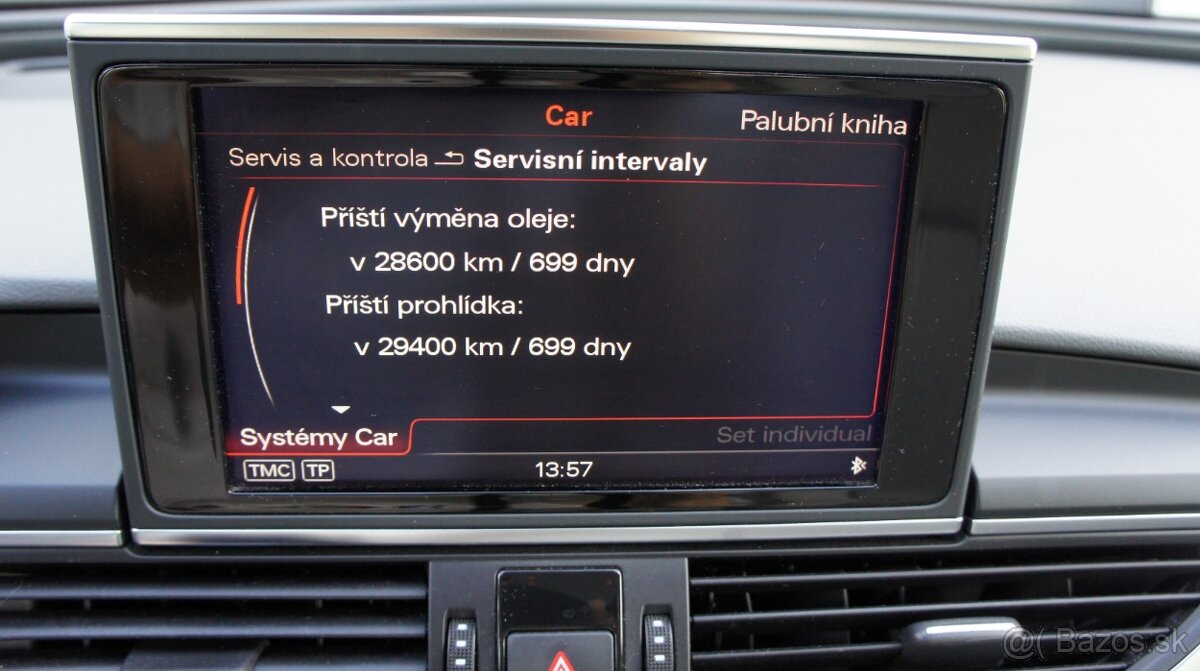 Car
Palubní kniha
Servis a kontrola Servisní intervaly
Příští výměna oleje:
v 28600 km / 699 dny
Příští prohlídka:
v 29400 km / 699 dny
Systémy Car
Set individual
TMC TP
13:57
@( Bazos.sk